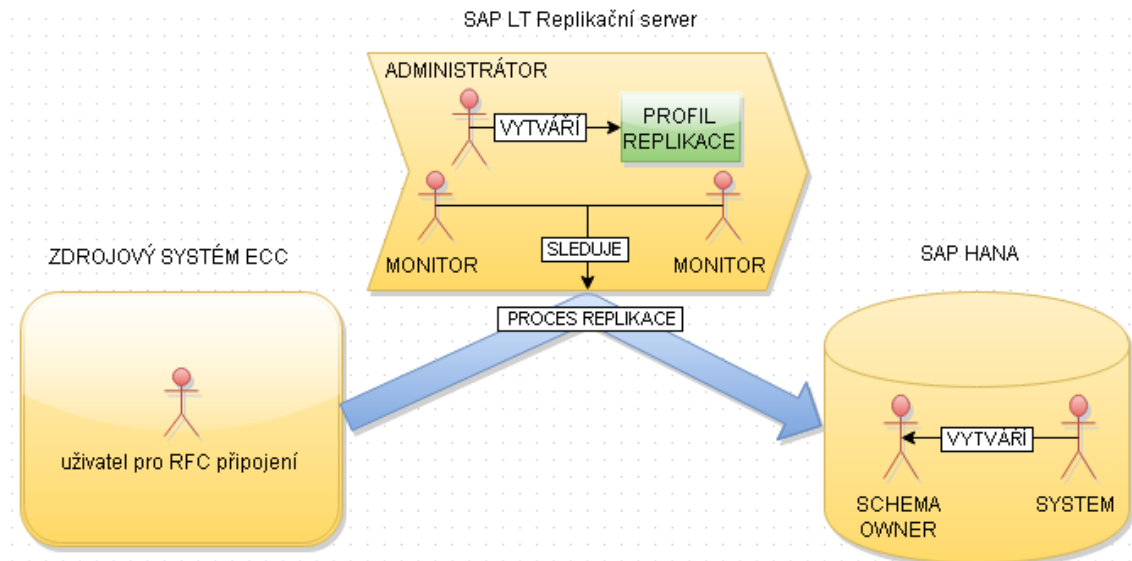 SAP LT Replikační server
ADMINISTRÁTOR
VYTVÁŘÍ
PROFIL
REPLIKACE
MONITOR
SLEDUJE
MONITOR
ZDROJOVÝ SYSTÉM ECC
SAP HANA
PROCES REPLIKACE
uživatel pro RFC připojení
VYTVÁŘÍ
SCHEMA
OWNER
SYSTEM